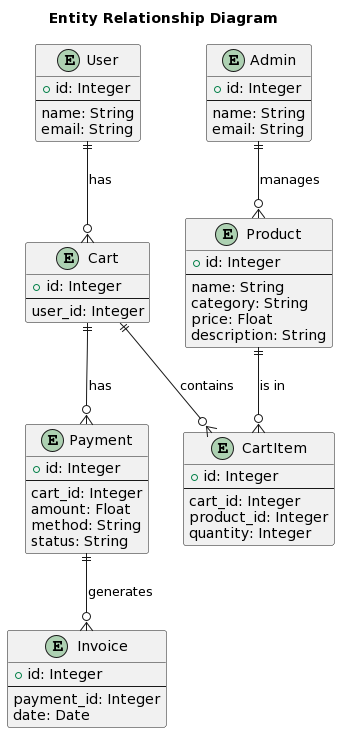 Entity Relationship Diagram
E User
id: Integer
name: String
email: String
E Admin
id: Integer
name: String
email: String
has
manages
E Cart
id: Integer
user_id: Integer
E Product
id: Integer
name: String
category: String
price: Float
description: String
has
contains
is in
E Payment
id: Integer
cart_id: Integer
amount: Float
method: String
status: String
E CartItem
id: Integer
cart_id: Integer
product_id: Integer
quantity: Integer
generates
E Invoice
id: Integer
payment_id: Integer
date: Date